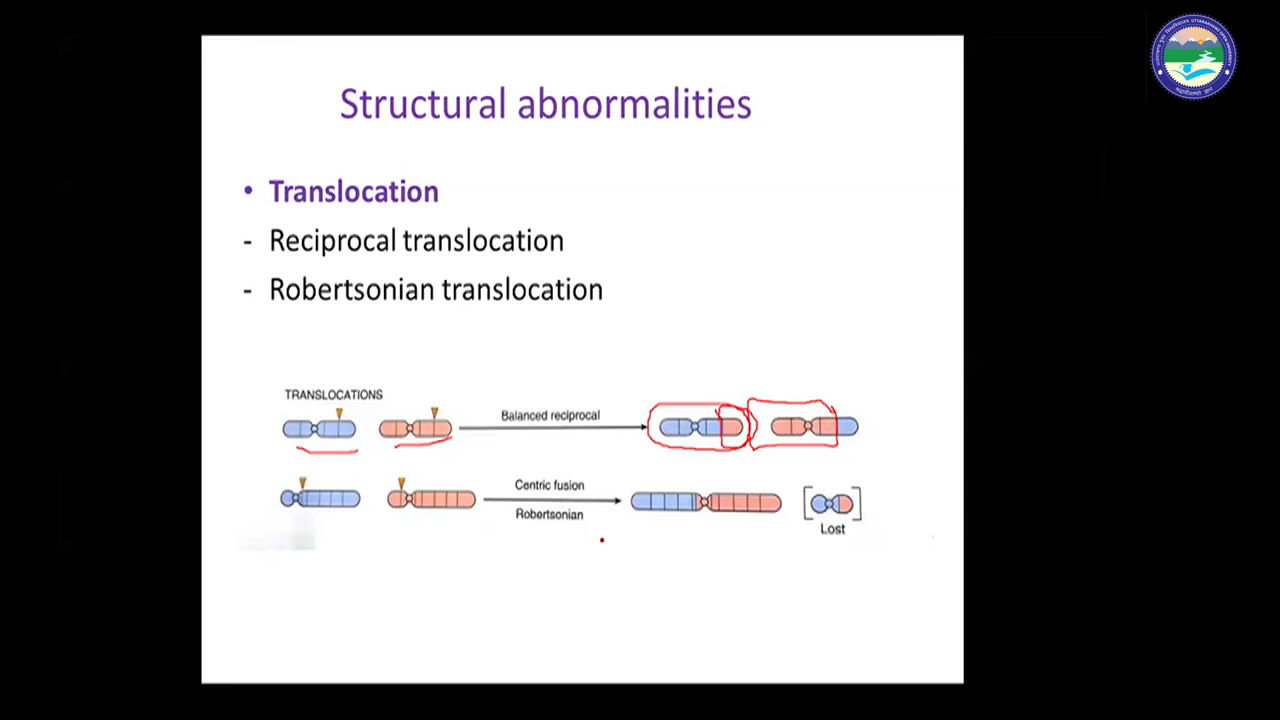 Structural abnormalities
• Translocation
- Reciprocal translocation
- Robertsonian translocation
TRANSLOCATIONS
Balanced reciprocal
Centric fusion
Robertsonian
Lost